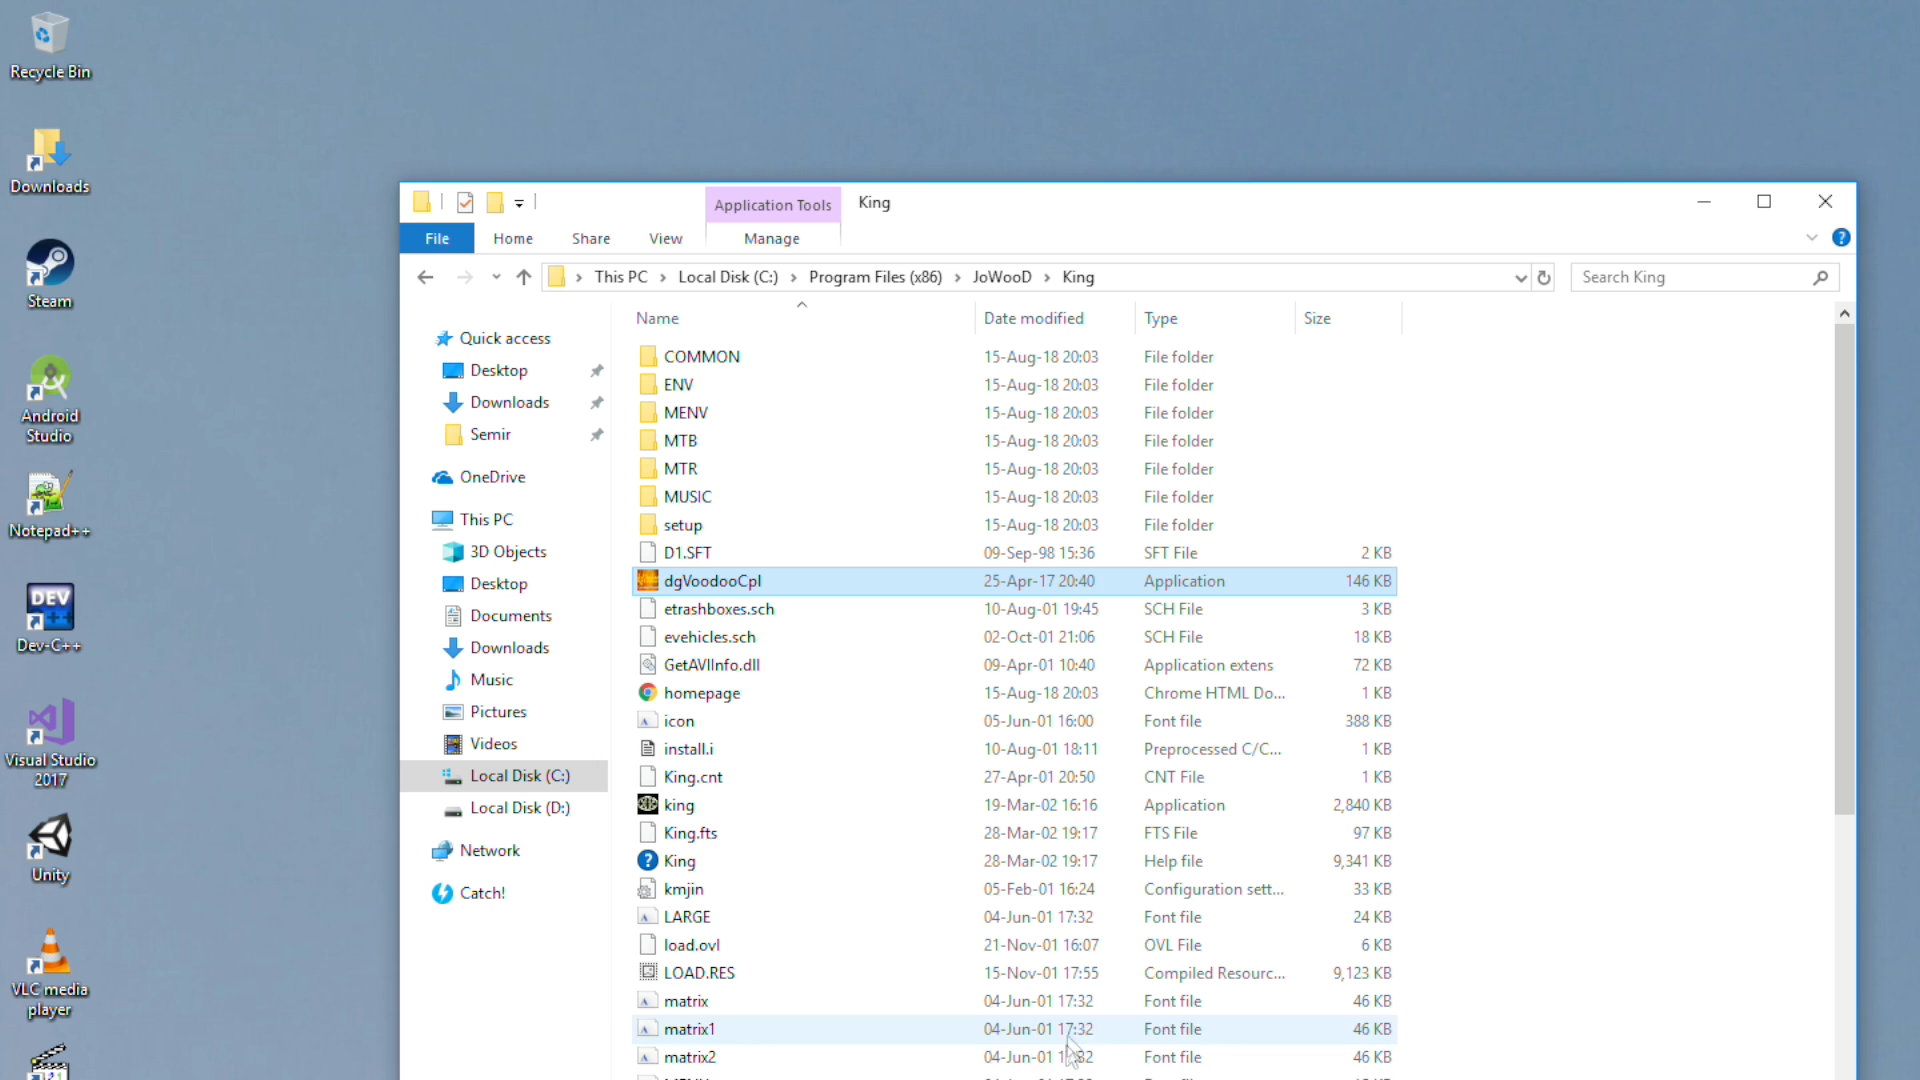 Recycle Bin
Downloads
Steam
Android
Studio
Notepad++
DEV
C++
Dev-C++
Visual Studio
2017
Unity
VLC media
player
Application Tools King
File Home Share View Manage
This PC Local Disk (C:) Program Files (x86) JoWooD King
Search King
Quick access
Desktop
Downloads
Semir
OneDrive
This PC
3D Objects
Desktop
Documents
Downloads
Music
Pictures
Videos
Local Disk (C:)
Local Disk (D:)
Network
Catch!
Name Date modified Type Size
COMMON 15-Aug-18 20:03 File folder
ENV 15-Aug-18 20:03 File folder
MENV 15-Aug-18 20:03 File folder
MTB 15-Aug-18 20:03 File folder
MTR 15-Aug-18 20:03 File folder
MUSIC 15-Aug-18 20:03 File folder
setup 15-Aug-18 20:03 File folder
D1.SFT 09-Sep-98 15:36 SFT File 2 KB
dgVoodooCpl 25-Apr-17 20:40 Application 146 KB
etrashboxes.sch 10-Aug-01 19:45 SCH File 3 KB
evehicles.sch 02-Oct-01 21:06 SCH File 18 KB
GetAVIInfo.dll 09-Apr-01 10:40 Application extens 72 KB
homepage 15-Aug-18 20:03 Chrome HTML Do... 1 KB
icon 05-Jun-01 16:00 Font file 388 KB
install.i 10-Aug-01 18:11 Preprocessed C/C... 1 KB
King.cnt 27-Apr-01 20:50 CNT File 1 KB
king 19-Mar-02 16:16 Application 2,840 KB
King.fts 28-Mar-02 19:17 FTS File 97 KB
King 28-Mar-02 19:17 Help file 9,341 KB
kmjin 05-Feb-01 16:24 Configuration sett... 33 KB
LARGE 04-Jun-01 17:32 Font file 24 KB
load.ovl 21-Nov-01 16:07 OVL File 6 KB
LOAD.RES 15-Nov-01 17:55 Compiled Resourc... 9,123 KB
matrix 04-Jun-01 17:32 Font file 46 KB
matrix1 04-Jun-01 17:32 Font file 46 KB
matrix2 04-Jun-01 17:32 Font file 46 KB